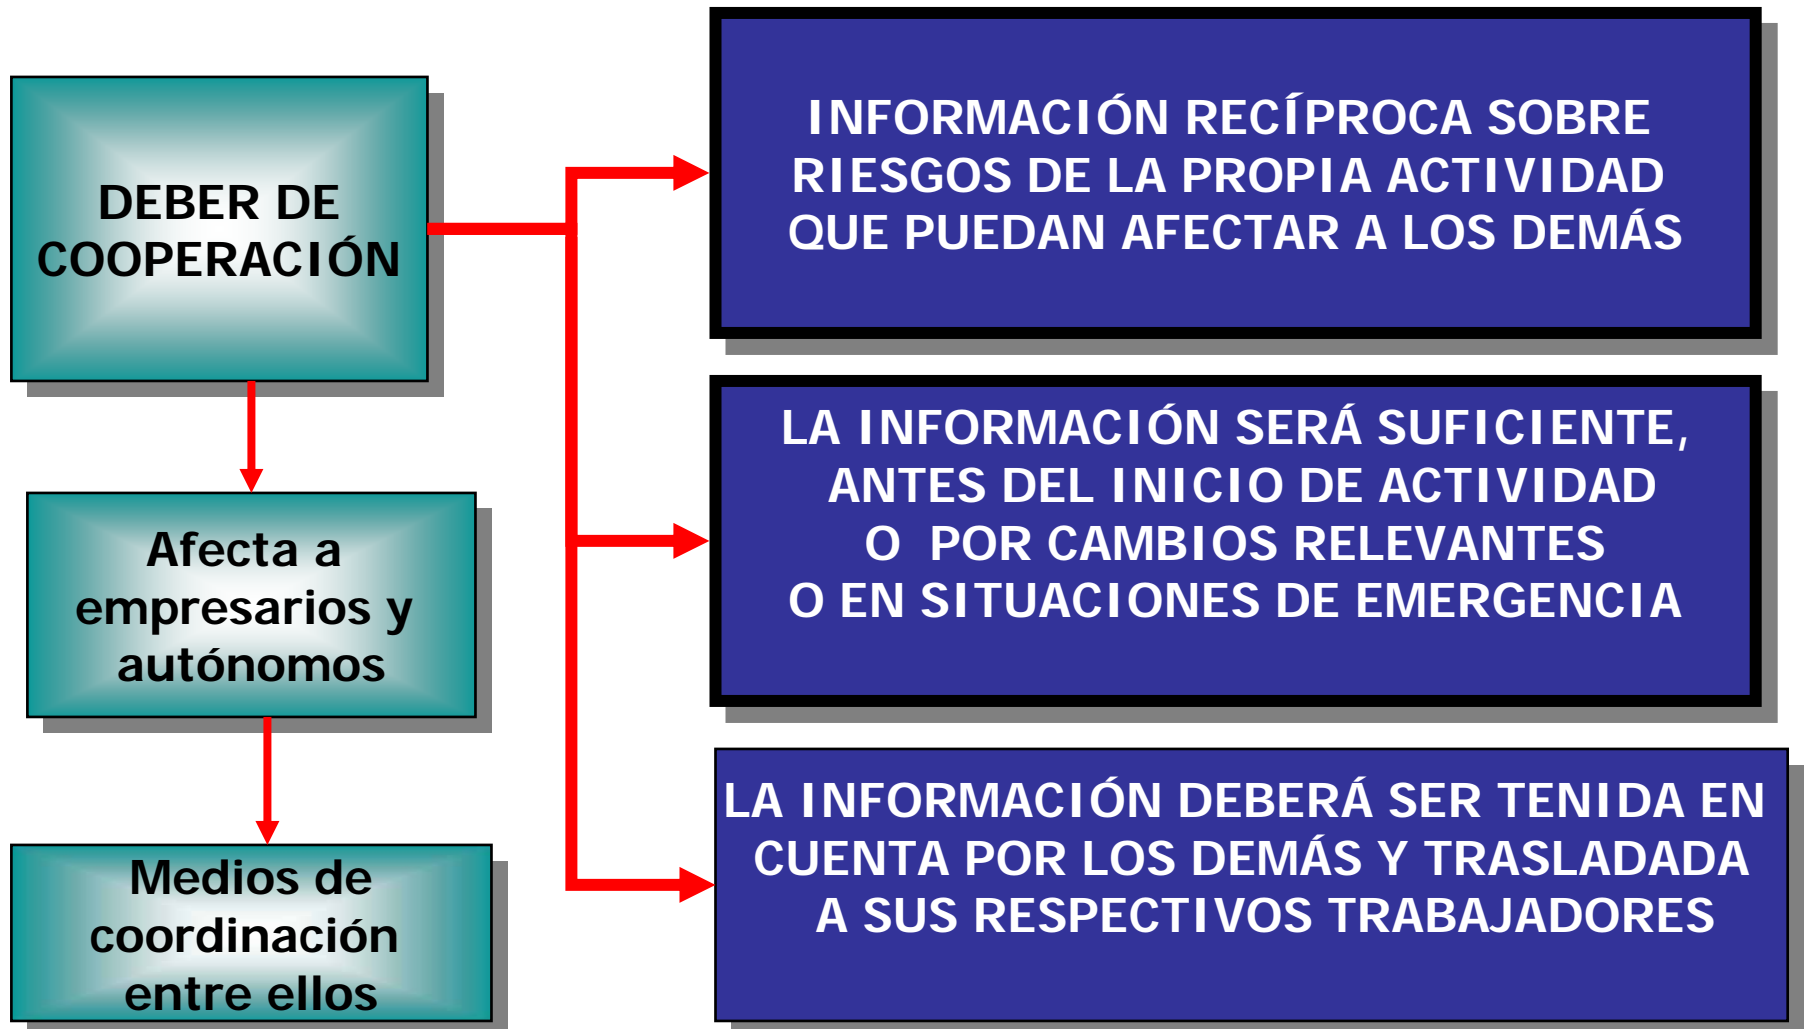 DEBER DE
COOPERACIÓN
Afecta a
empresarios y
autónomos
Medios de
coordinación
entre ellos
INFORMACIÓN RECÍPROCA SOBRE
RIESGOS DE LA PROPIA ACTIVIDAD
QUE PUEDAN AFECTAR A LOS DEMÁS
LA INFORMACIÓN SERÁ SUFICIENTE,
ANTES DEL INICIO DE ACTIVIDAD
O POR CAMBIOS RELEVANTES
O EN SITUACIONES DE EMERGENCIA
LA INFORMACIÓN DEBERÁ SER TENIDA EN
CUENTA POR LOS DEMÁS Y TRASLADADA
A SUS RESPECTIVOS TRABAJADORES